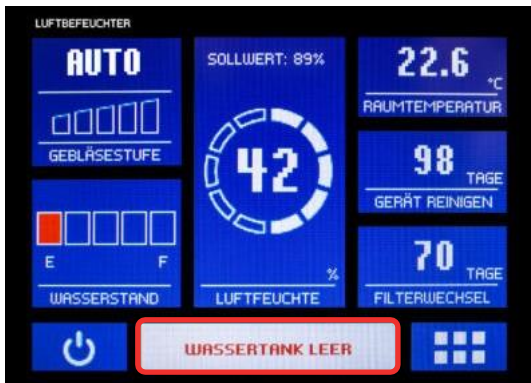 LUFTBEFEUCHTER
AUTO
GEBLÄSESTUFE
E F
WASSERSTAND
SOLLWERT: 89%
42
%
LUFTFEUCHTE
22.6 °C
RAUMTEMPERATUR
98 TAGE
GERÄT REINIGEN
70 TAGE
FILTERWECHSEL
WASSERTANK LEER